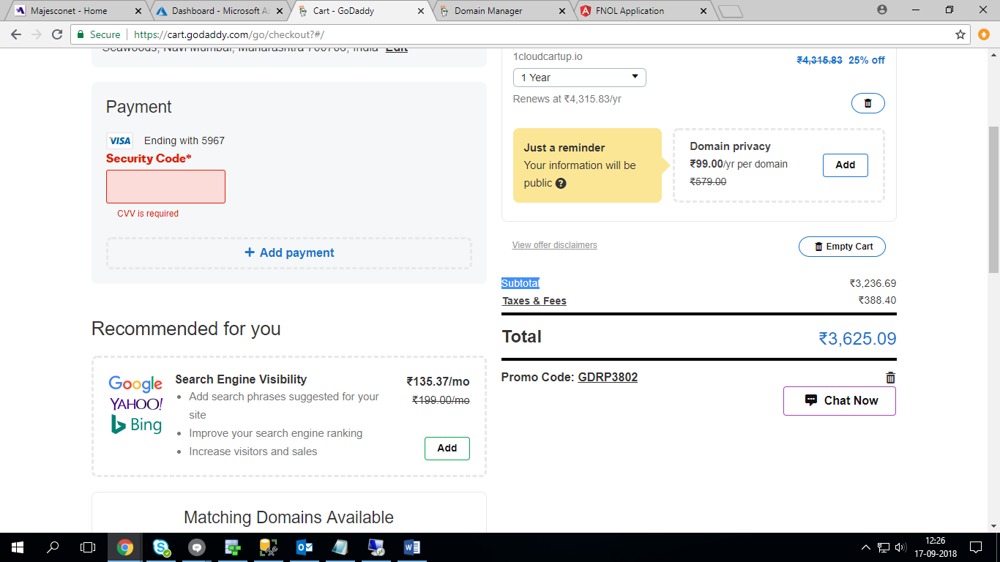 Majesconet - Home
Dashboard - Microsoft A
Cart - GoDaddy
Domain Manager
FNOL Application
Secure
https://cart.godaddy.com/go/checkout?#/
Seawoods, Navi Mumbai, Maharashtra 700706, India Edit
Payment
VISA Ending with 5967
Security Code*
CVV is required
+ Add payment
Recommended for you
Google
YAHOO!
Bing
Search Engine Visibility
₹135.37/mo
₹199.00/mo
• Add search phrases suggested for your
site
• Improve your search engine ranking
• Increase visitors and sales
Add
Matching Domains Available
1cloudcartup.io
₹4,315.83 25% off
1 Year
Renews at ₹4,315.83/yr
Just a reminder
Your information will be
public ?
Domain privacy
₹99.00/yr per domain
₹579.00
Add
View offer disclaimers
Empty Cart
Subtotal ₹3,236.69
Taxes & Fees ₹388.40
Total ₹3,625.09
Promo Code: GDRP3802
Chat Now
12:26
17-09-2018